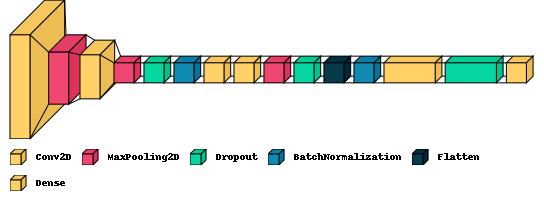 Conv2D MaxPooling2D Dropout BatchNormalization Flatten
Dense